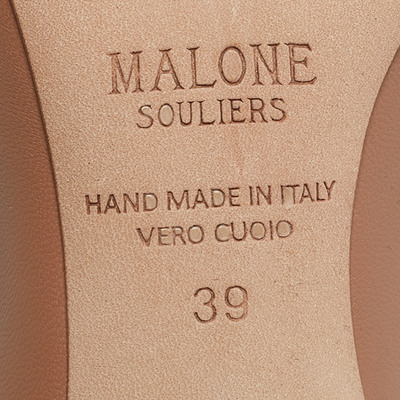 MALONE
SOULIERS
HAND MADE IN ITALY
VERO CUOIO
39